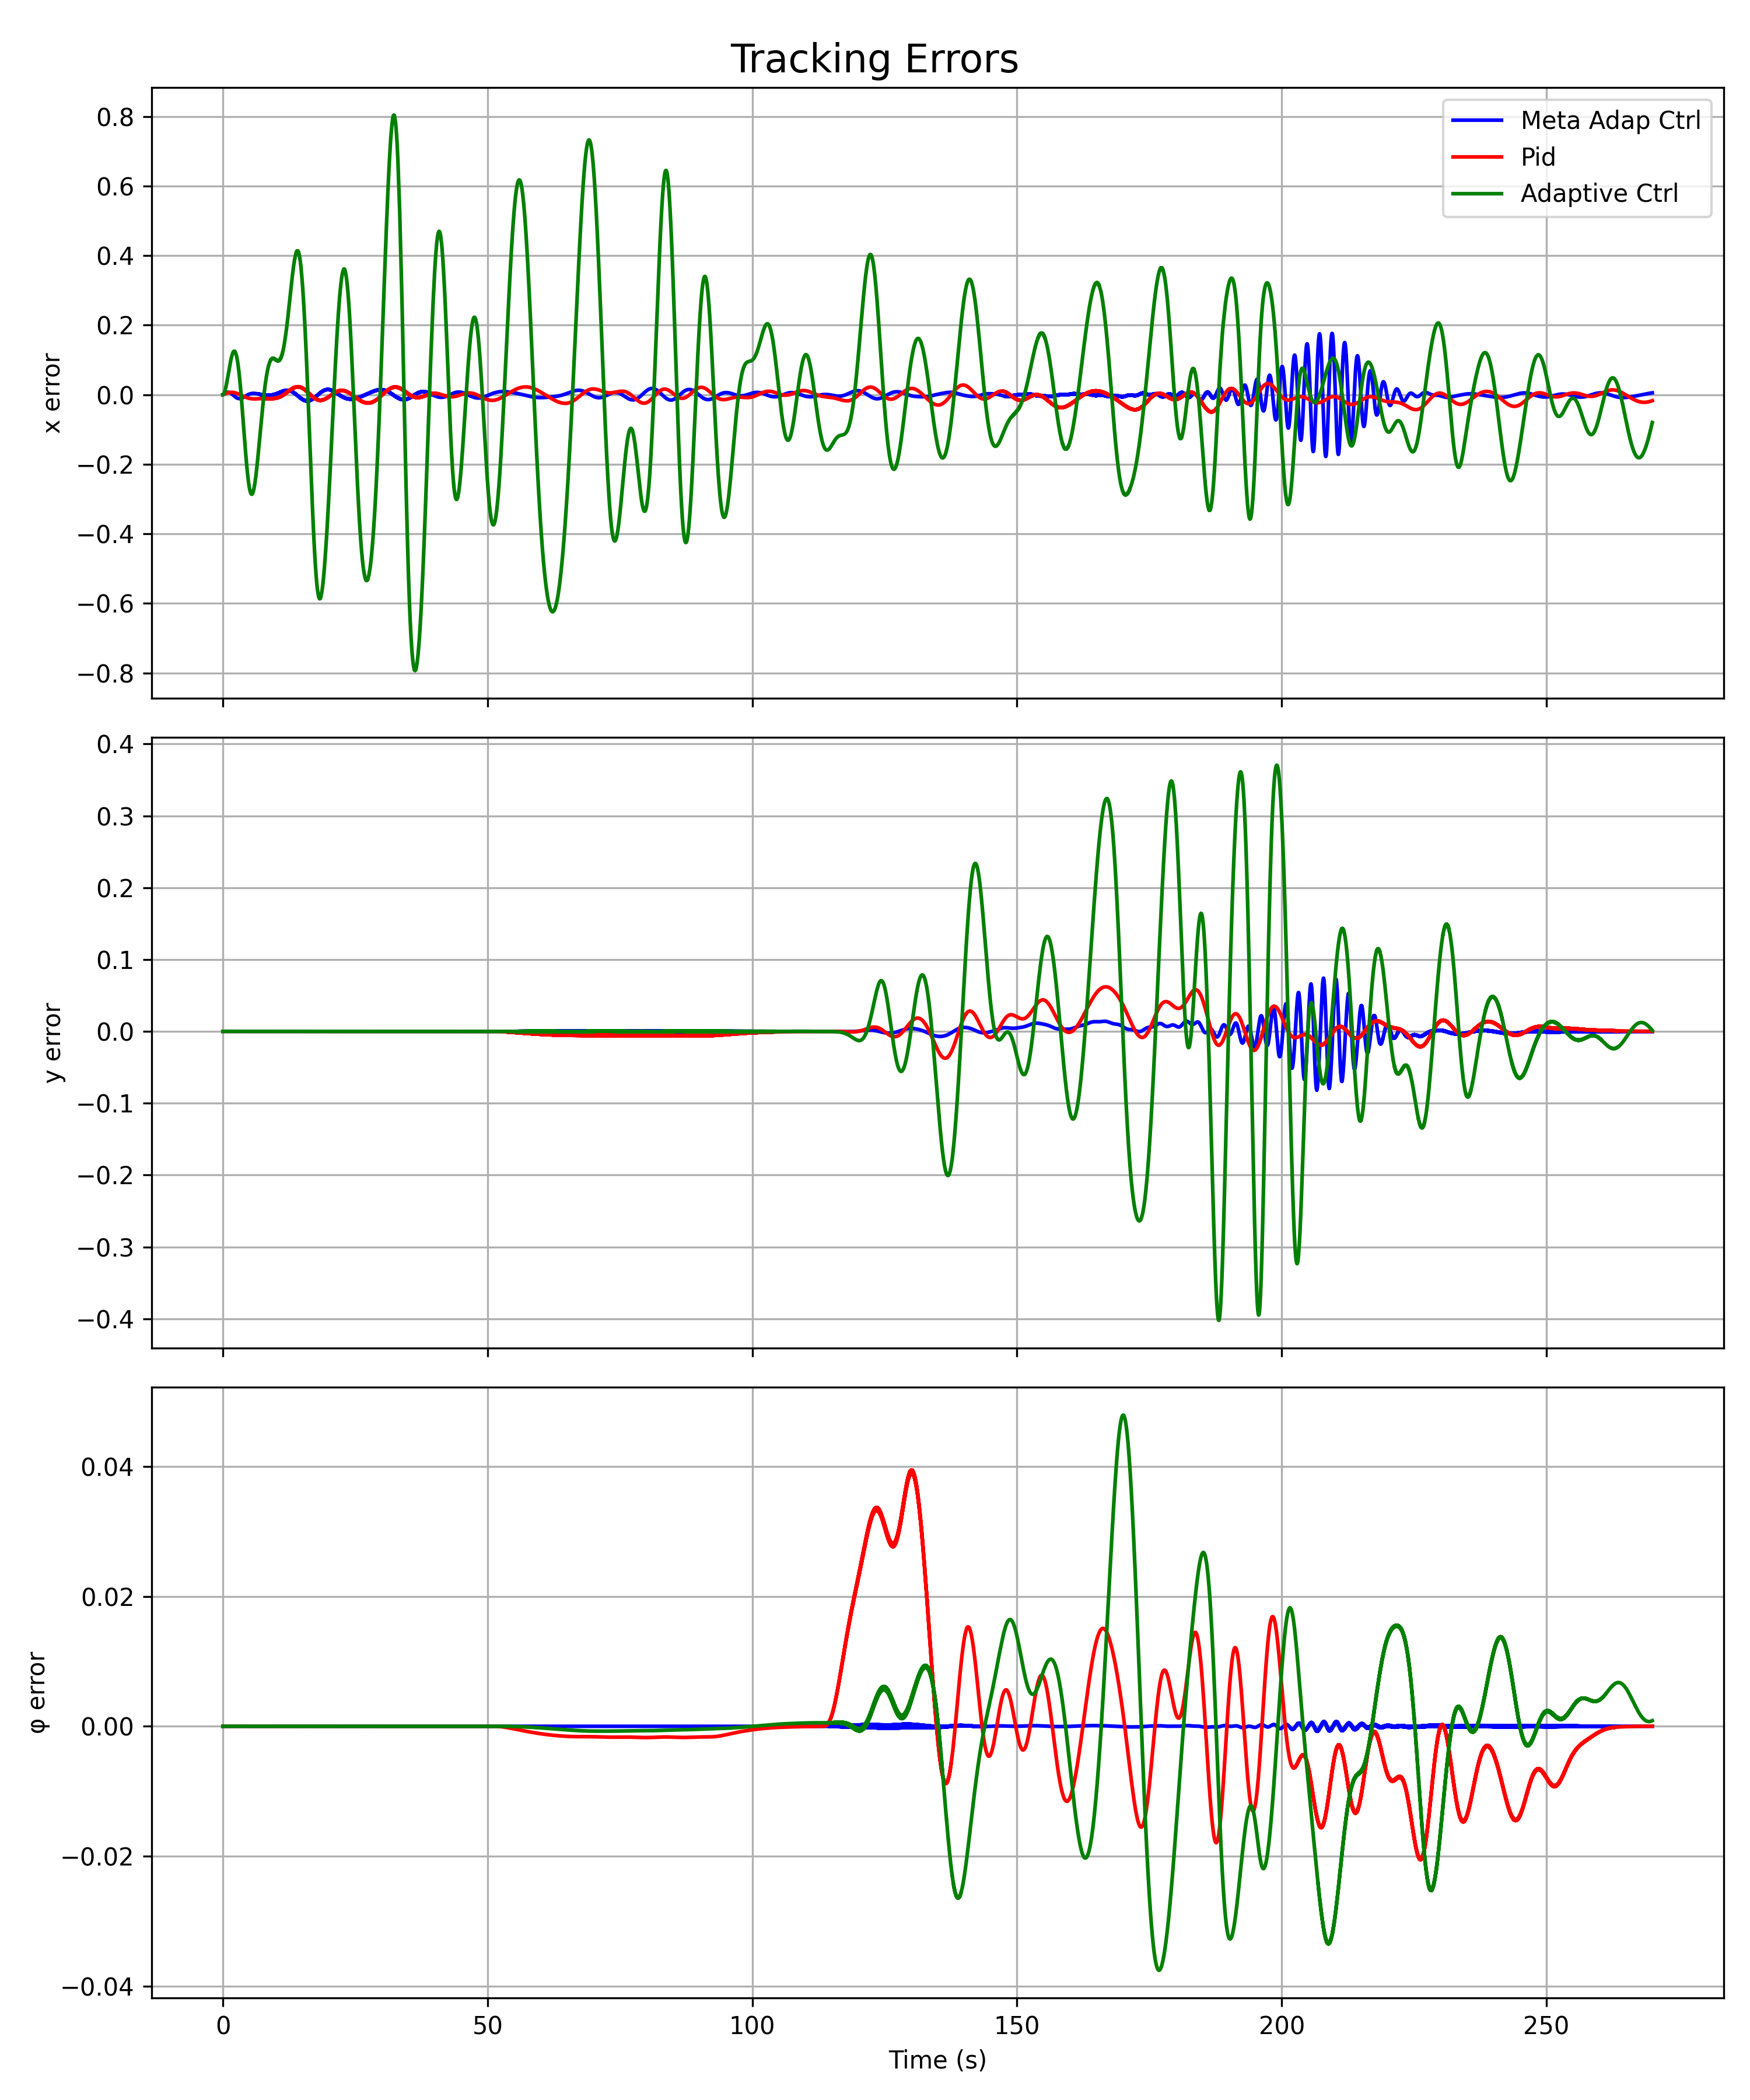 Tracking Errors
0.8
0.6
0.4
0.2
0.0
−0.2
−0.4
−0.6
−0.8
x error
Meta Adap Ctrl
Pid
Adaptive Ctrl
0.4
0.3
0.2
0.1
0.0
−0.1
−0.2
−0.3
−0.4
y error
0.04
0.02
0.00
−0.02
−0.04
φ error
0 50 100 150 200 250
Time (s)